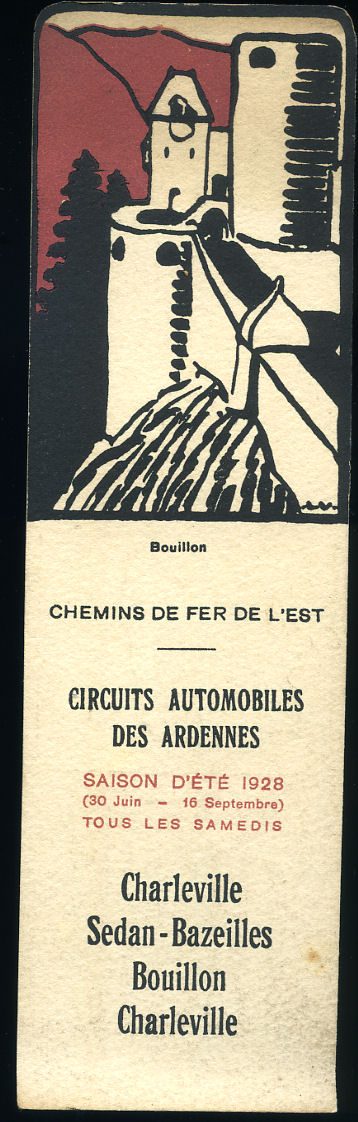 Bouillon
CHEMINS DE FER DE L'EST
CIRCUITS AUTOMOBILES
DES ARDENNES
SAISON D'ÉTÉ 1928
(30 Juin – 16 Septembre)
TOUS LES SAMEDIS
Charleville
Sedan-Bazeilles
Bouillon
Charleville